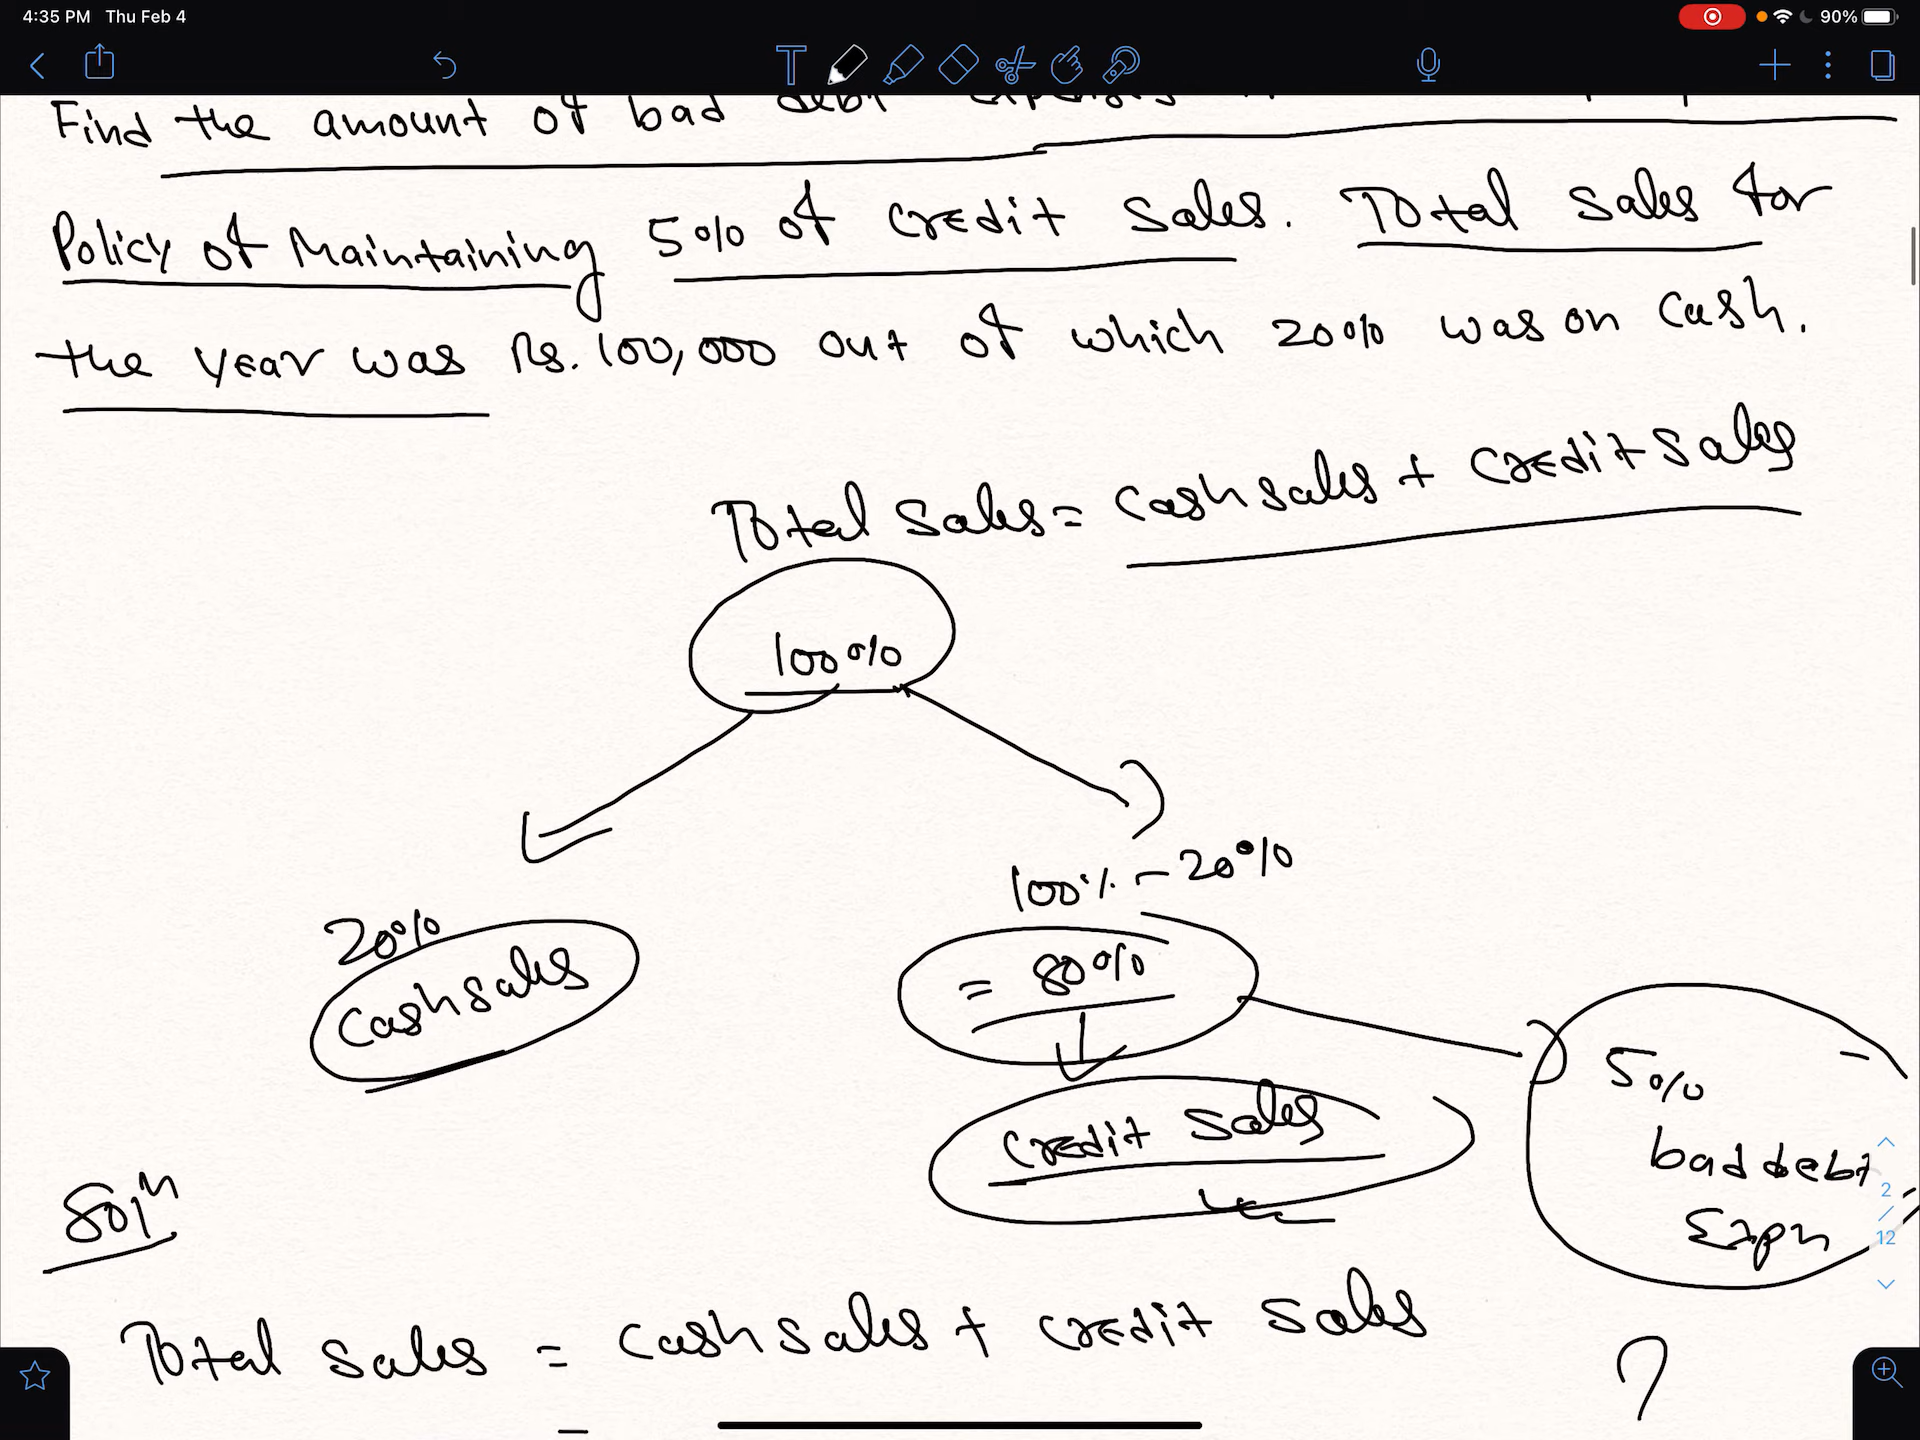 4:35 PM Thu Feb 4
90%
Find the amount of bad debt expenses
Policy of Maintaining 5% of credit sales. Total sales for
the year was Rs. 100,000 out of which 20% was on cash.
Total sales = cash sales + credit sales
100%
100% - 20%
20%
cash sales
= 80%
credit sales
5%
bad debt
Expn
2
/
12
Soln
Total sales = cash sales + credit sales
=
?